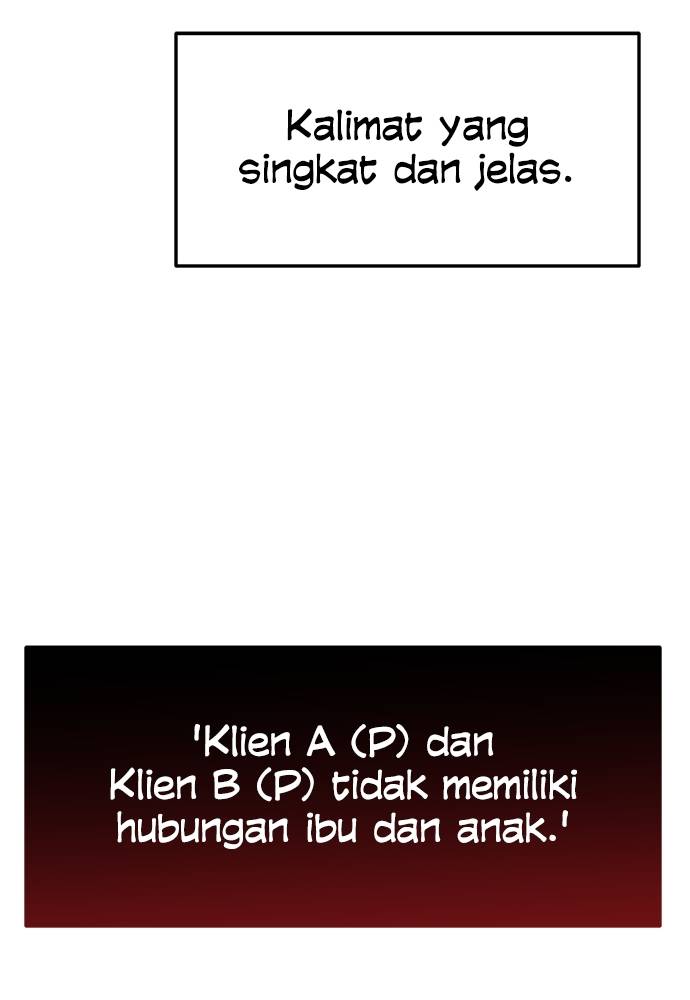 Kalimat yang
singkat dan jelas.
'Klien A (P) dan
Klien B (P) tidak memiliki
hubungan ibu dan anak.'